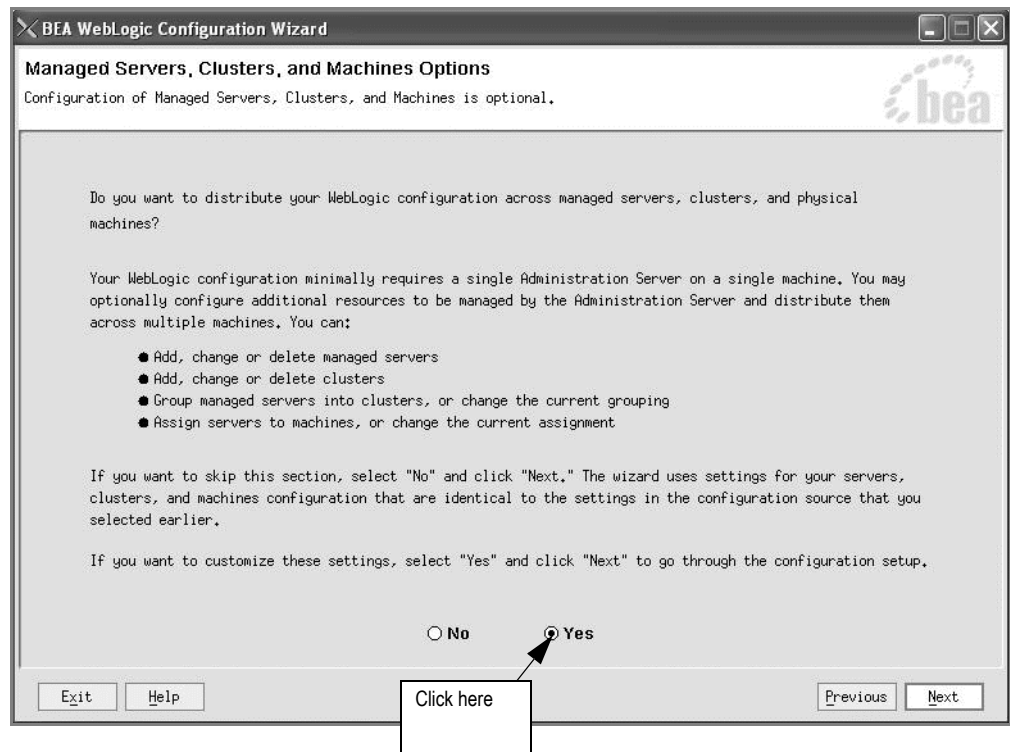 BEA WebLogic Configuration Wizard
Managed Servers, Clusters, and Machines Options
Configuration of Managed Servers, Clusters, and Machines is optional.
bea
Do you want to distribute your WebLogic configuration across managed servers, clusters, and physical
machines?
Your WebLogic configuration minimally requires a single Administration Server on a single machine. You may
optionally configure additional resources to be managed by the Administration Server and distribute them
across multiple machines. You can:
● Add, change or delete managed servers
● Add, change or delete clusters
● Group managed servers into clusters, or change the current grouping
● Assign servers to machines, or change the current assignment
If you want to skip this section, select "No" and click "Next." The wizard uses settings for your servers,
clusters, and machines configuration that are identical to the settings in the configuration source that you
selected earlier.
If you want to customize these settings, select "Yes" and click "Next" to go through the configuration setup.
No Yes
Click here
Exit Help Previous Next